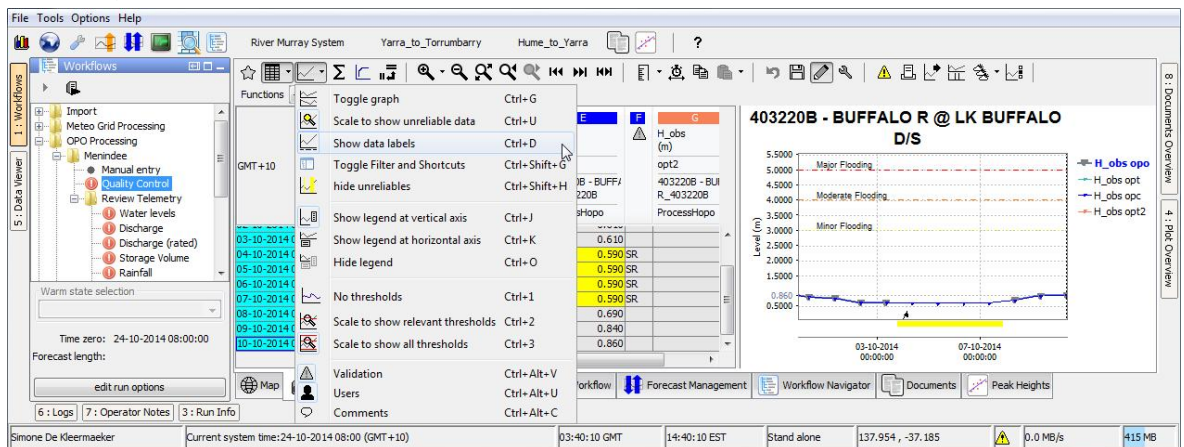 File Tools Options Help
River Murray System Yarra_to_Torrumbarry Hume_to_Yarra ?
1 : Workflows
5 : Data Viewer
Workflows
Import
Meteo Grid Processing
OPO Processing
Menindee
Manual entry
Quality Control
Review Telemetry
Water levels
Discharge
Discharge (rated)
Storage Volume
Rainfall
Warm state selection
Time zero: 24-10-2014 08:00:00
Forecast length:
edit run options
Functions
GMT+10
Toggle graph Ctrl+G
Scale to show unreliable data Ctrl+U
Show data labels Ctrl+D
Toggle Filter and Shortcuts Ctrl+Shift+G
hide unreliables Ctrl+Shift+H
Show legend at vertical axis Ctrl+J
Show legend at horizontal axis Ctrl+K
Hide legend Ctrl+O
No thresholds Ctrl+1
Scale to show relevant thresholds Ctrl+2
Scale to show all thresholds Ctrl+3
Validation Ctrl+Alt+V
Users Ctrl+Alt+U
Comments Ctrl+Alt+C
E F G
H_obs
(m)
opt2
403220B - BU
R_403220B
ProcessHopo
03-10-2014 0.610
04-10-2014 0.590 SR
05-10-2014 0.590 SR
06-10-2014 0.590 SR
07-10-2014 0.590 SR
08-10-2014 0.690
09-10-2014 0.840
10-10-2014 0.860
403220B - BUFFALO R @ LK BUFFALO
D/S
Level (m)
5.5000
5.0000
4.5000
4.0000
3.5000
3.0000
2.5000
2.0000
1.5000
0.860
0.5000
Major Flooding
Moderate Flooding
Minor Flooding
03-10-2014
00:00:00
07-10-2014
00:00:00
H_obs opo
H_obs opt
H_obs opc
H_obs opt2
8 : Documents Overview
4 : Plot Overview
Map
orkflow Forecast Management Workflow Navigator Documents Peak Heights
6 : Logs 7 : Operator Notes 3 : Run Info
Simone De Kleermaeker Current system time:24-10-2014 08:00 (GMT+10) 03:40:10 GMT 14:40:10 EST Stand alone 137.954 , -37.185 0.0 MB/s 415 MB